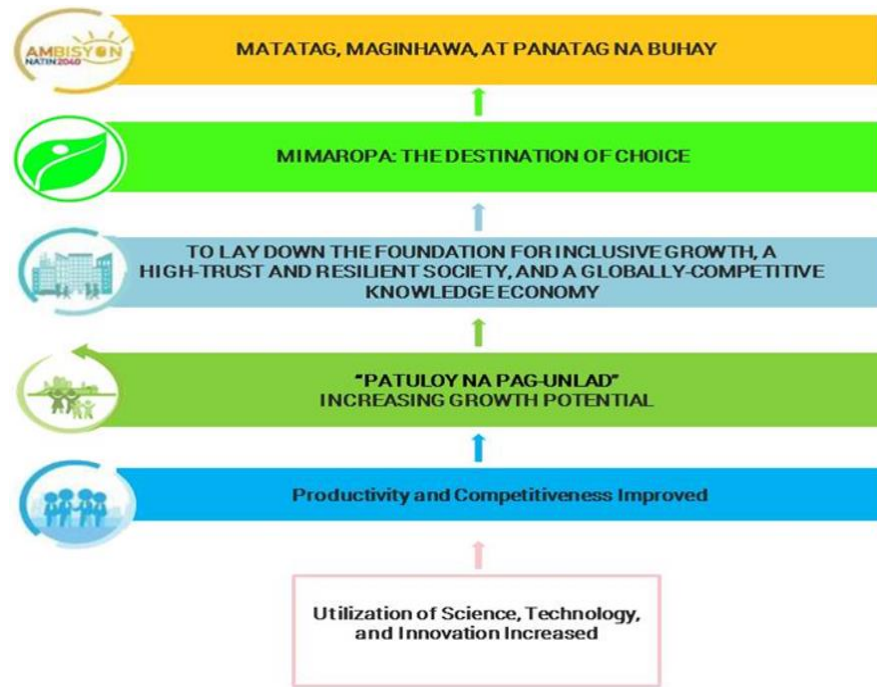 AMBISYON
NATIN 2040
MATATAG, MAGINHAWA, AT PANATAG NA BUHAY
MIMAROPA: THE DESTINATION OF CHOICE
TO LAY DOWN THE FOUNDATION FOR INCLUSIVE GROWTH, A
HIGH-TRUST AND RESILIENT SOCIETY, AND A GLOBALLY-COMPETITIVE
KNOWLEDGE ECONOMY
"PATULOY NA PAG-UNLAD"
INCREASING GROWTH POTENTIAL
Productivity and Competitiveness Improved
Utilization of Science, Technology,
and Innovation Increased